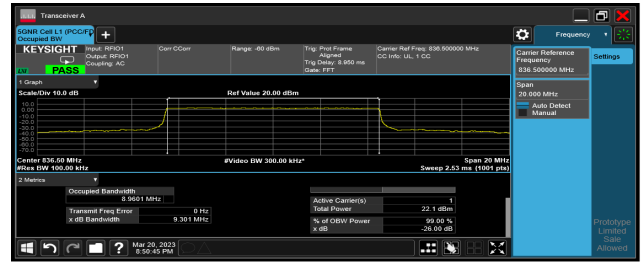 Transceiver A
5GNR Cell L1 (PCC/FD
Occupied BW
Frequency
KEYSIGHT
Input: RFIO1
Output: RFIO1
Coupling: AC
Corr CCorr
Range: -60 dBm
Trig: Prot Frame
Aligned
Trig Delay: 8.950 ms
Gate: FFT
Carrier Ref Freq: 836.500000 MHz
CC Info: UL, 1 CC
PASS
Carrier Reference
Frequency
836.500000 MHz
Settings
Span
20.000 MHz
Auto Detect
Manual
1 Graph
Scale/Div 10.0 dB
Ref Value 20.00 dBm
10.0
0.00
-10.0
-20.0
-30.0
-40.0
-50.0
-60.0
-70.0
Center 836.50 MHz
#Video BW 300.00 kHz*
Span 20 MHz
#Res BW 100.00 kHz
Sweep 2.53 ms (1001 pts)
2 Metrics
Occupied Bandwidth
8.9601 MHz
Transmit Freq Error
0 Hz
x dB Bandwidth
9.301 MHz
Active Carrier(s)
1
Total Power
22.1 dBm
% of OBW Power
99.00 %
x dB
-26.00 dB
Prototype
Limited
Sale
Allowed
Mar 20, 2023
8:50:45 PM